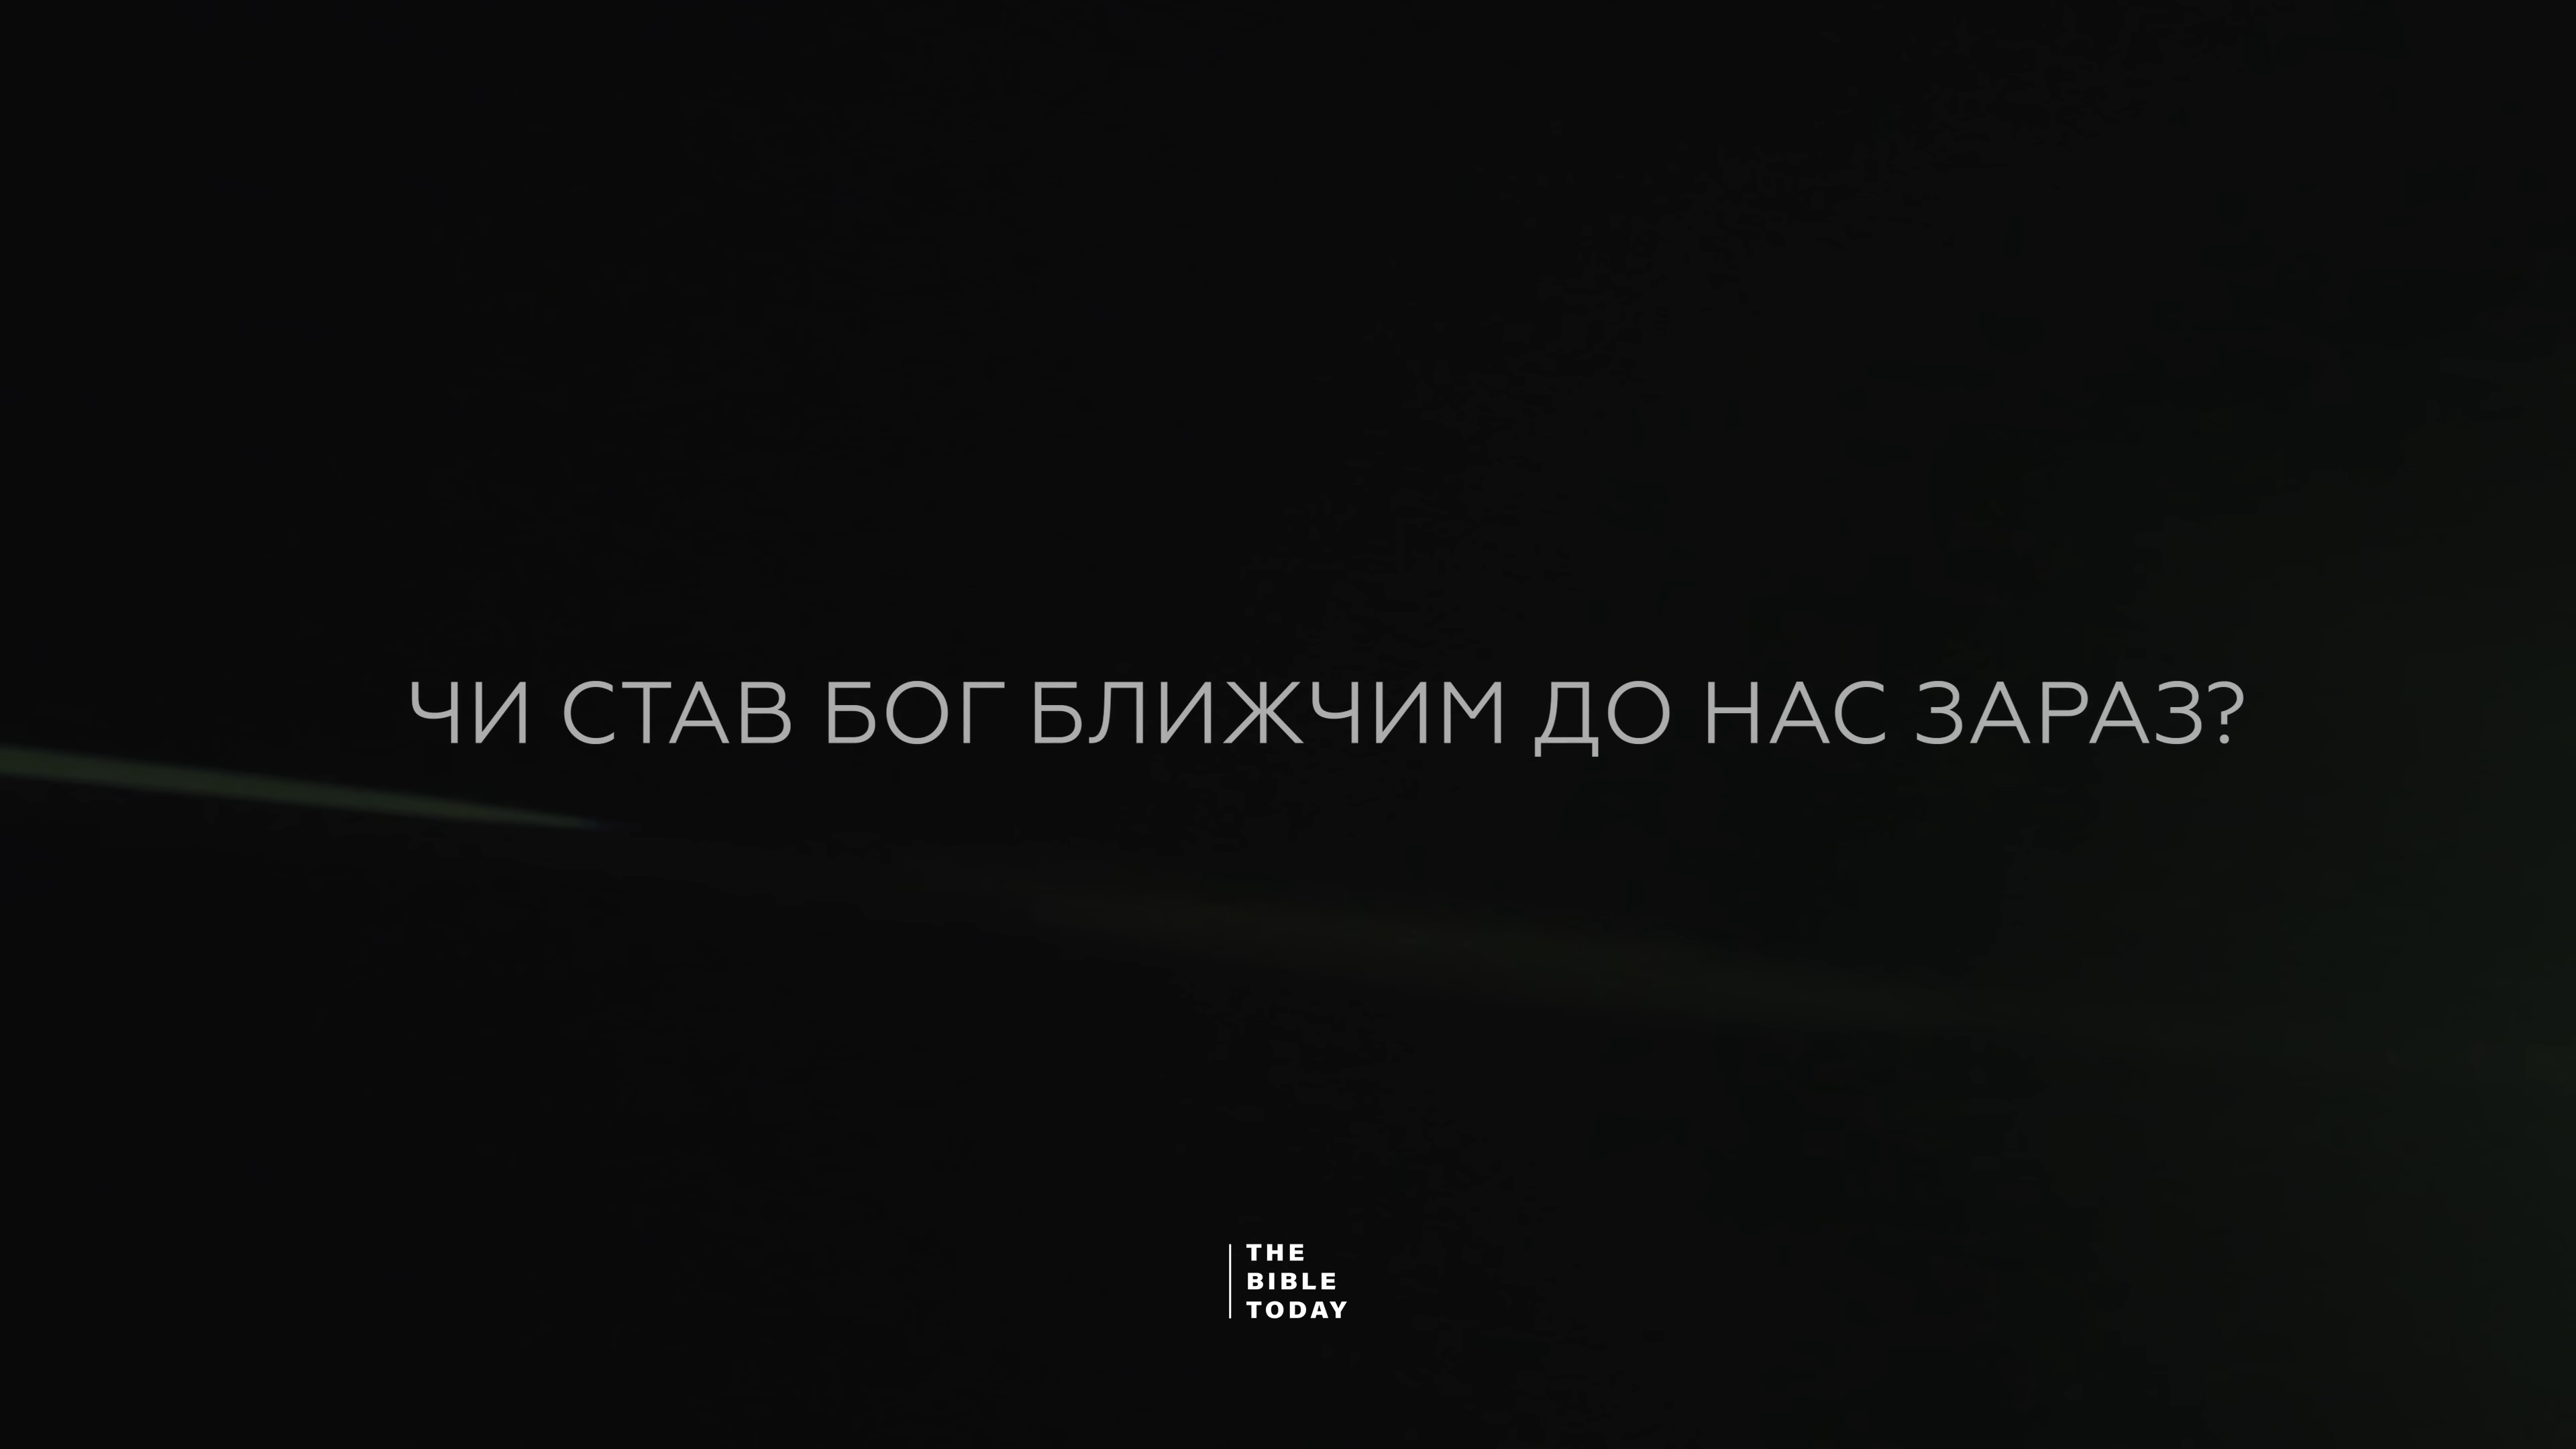 ЧИ СТАВ БОГ БЛИЖЧИМ ДО НАС ЗАРАЗ?
THE
BIBLE
TODAY